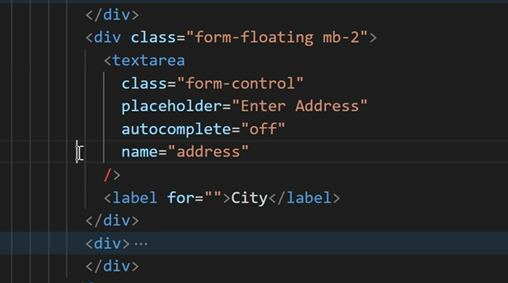 </div>
<div class="form-floating mb-2">
<textarea
class="form-control"
placeholder="Enter Address"
autocomplete="off"
name="address"
/>
<label for="">City</label>
</div>
<div>...
</div>